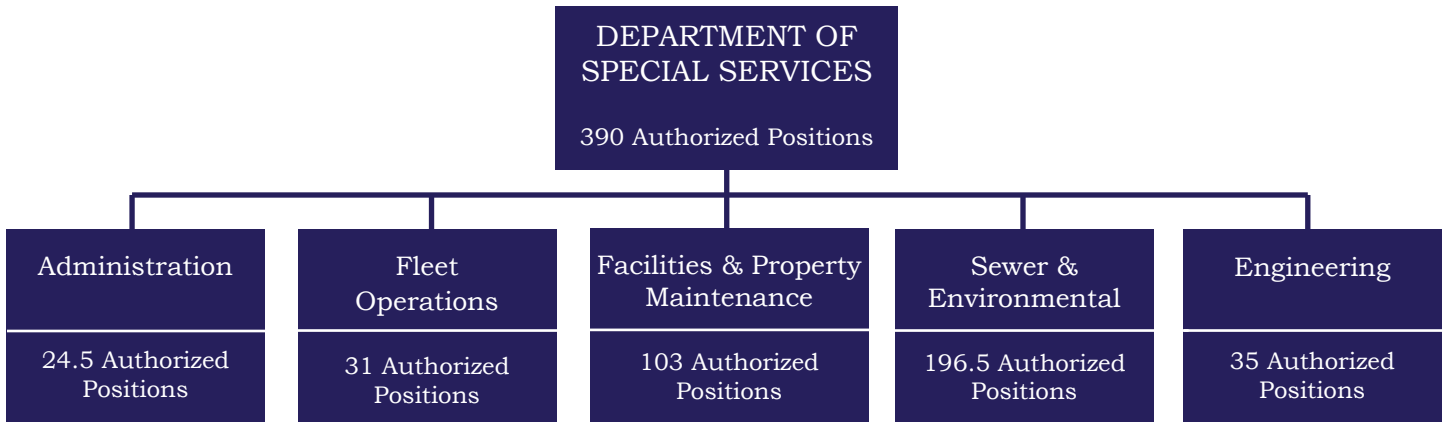 DEPARTMENT OF
SPECIAL SERVICES
390 Authorized Positions
Administration
24.5 Authorized
Positions
Fleet
Operations
31 Authorized
Positions
Facilities & Property
Maintenance
103 Authorized
Positions
Sewer &
Environmental
196.5 Authorized
Positions
Engineering
35 Authorized
Positions